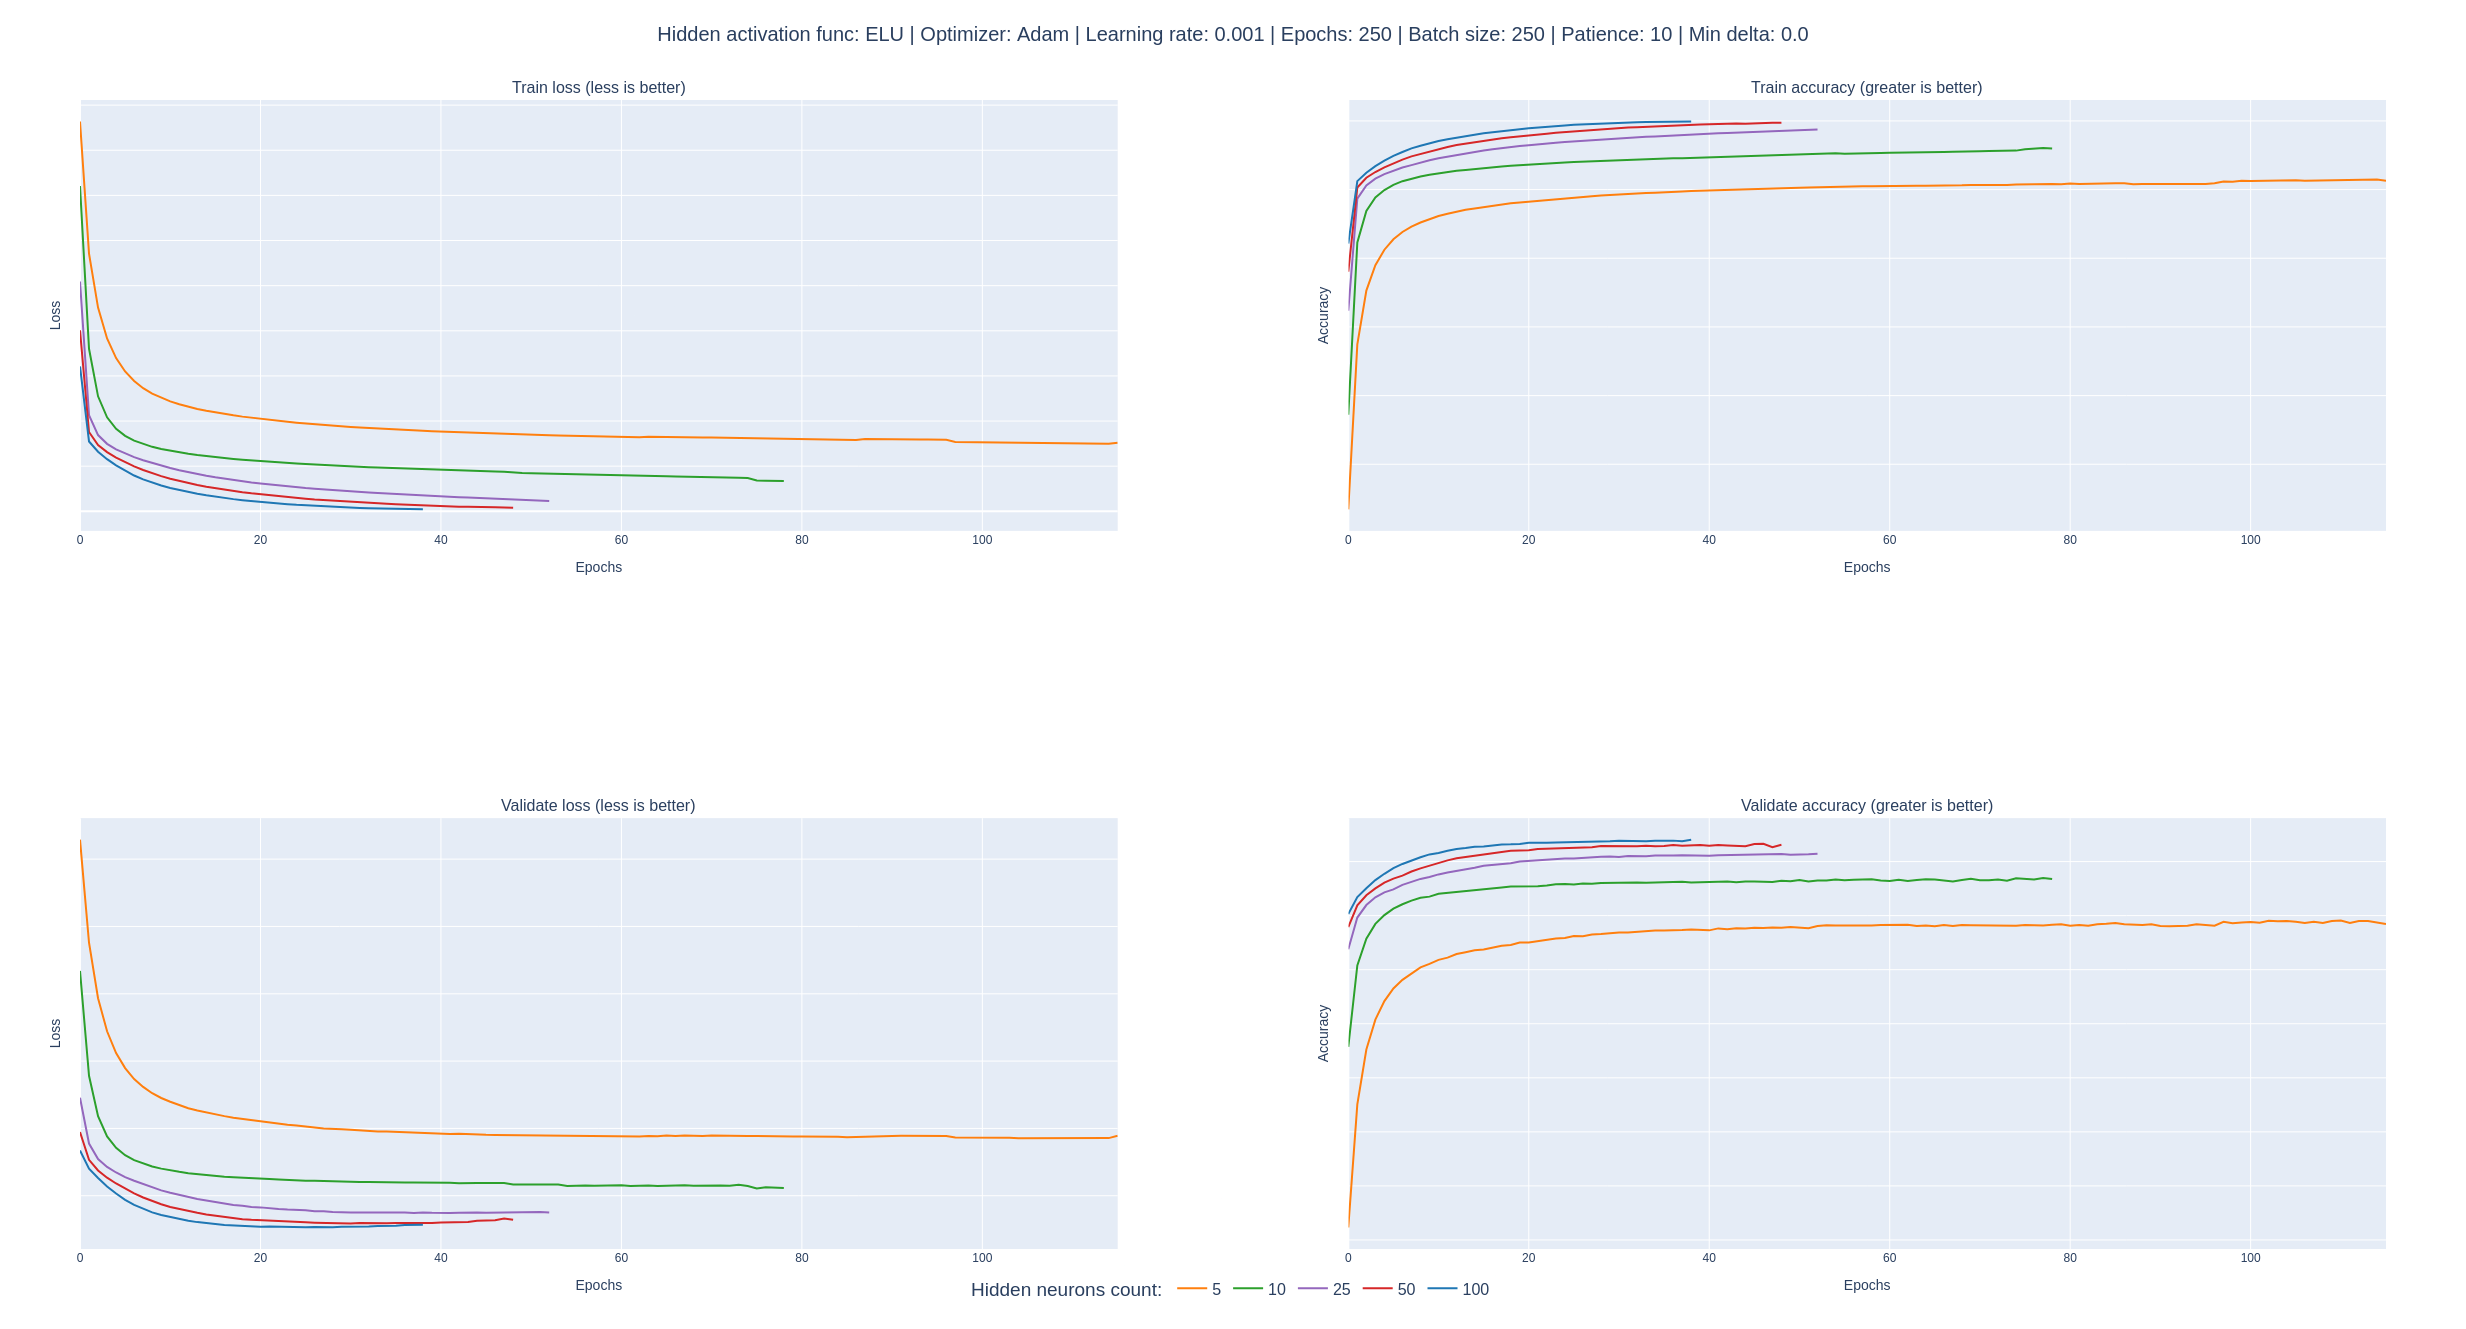 Hidden activation func: ELU | Optimizer: Adam | Learning rate: 0.001 | Epochs: 250 | Batch size: 250 | Patience: 10 | Min delta: 0.0
Train loss (less is better)
Loss
0 20 40 60 80 100
Epochs
Train accuracy (greater is better)
Accuracy
0 20 40 60 80 100
Epochs
Validate loss (less is better)
Loss
0 20 40 60 80 100
Epochs
Validate accuracy (greater is better)
Accuracy
0 20 40 60 80 100
Epochs
Hidden neurons count: 5 10 25 50 100